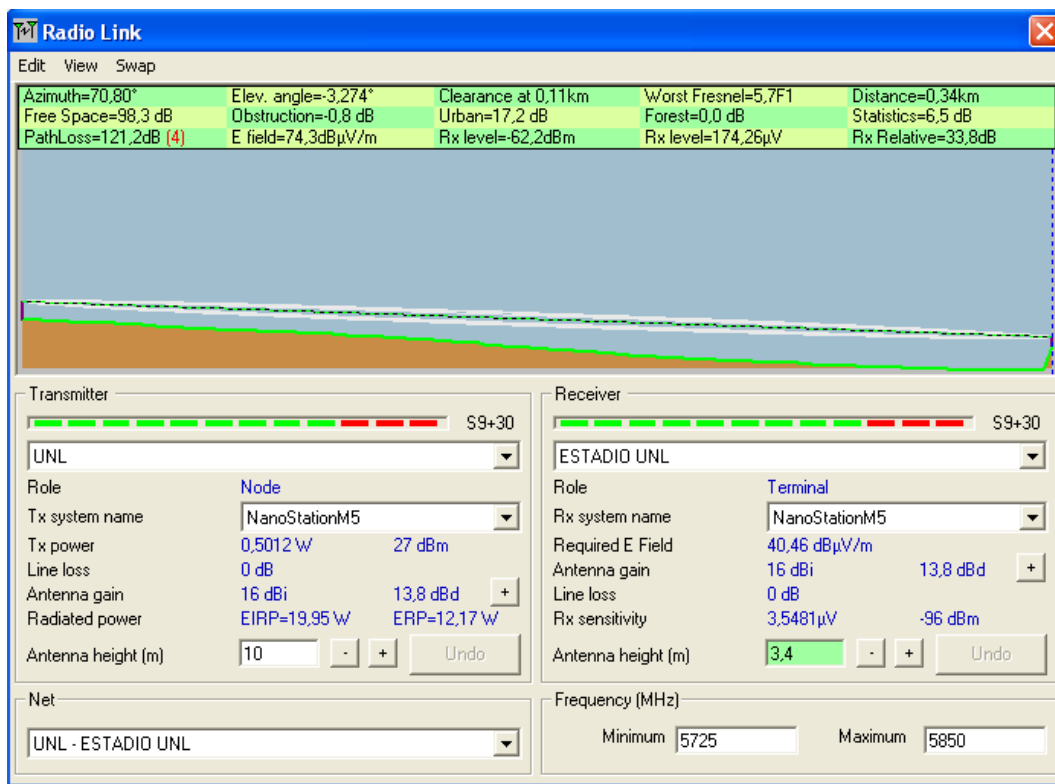 Radio Link
Edit View Swap
Azimuth=70,80° Elev. angle=-3,274° Clearance at 0,11km Worst Fresnel=5,7F1 Distance=0,34km
Free Space=98,3 dB Obstruction=-0,8 dB Urban=17,2 dB Forest=0,0 dB Statistics=6,5 dB
PathLoss=121,2dB (4) E field=74,3dBµV/m Rx level=-62,2dBm Rx level=174,26µV Rx Relative=33,8dB
Transmitter
S9+30
UNL
Role Node
Tx system name NanoStationM5
Tx power 0,5012 W 27 dBm
Line loss 0 dB
Antenna gain 16 dBi 13,8 dBd +
Radiated power EIRP=19,95 W ERP=12,17 W
Antenna height (m) 10 - + Undo
Net
UNL - ESTADIO UNL
Receiver
S9+30
ESTADIO UNL
Role Terminal
Rx system name NanoStationM5
Required E Field 40,46 dBµV/m
Antenna gain 16 dBi 13,8 dBd +
Line loss 0 dB
Rx sensitivity 3,5481µV -96 dBm
Antenna height (m) 3,4 - + Undo
Frequency (MHz)
Minimum 5725 Maximum 5850